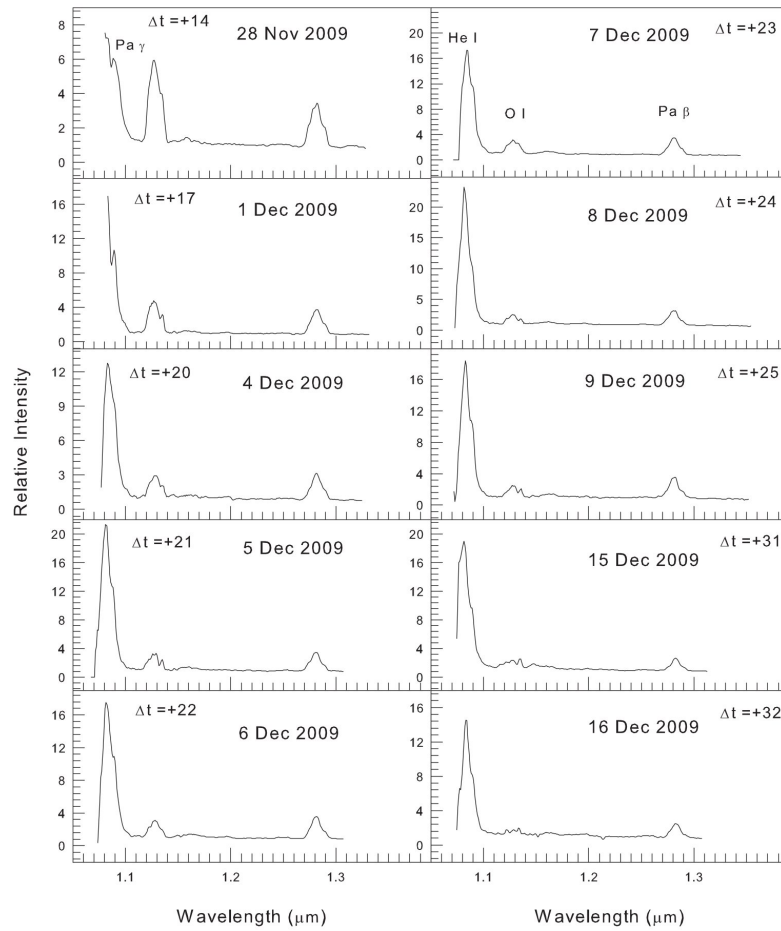 Relative Intensity
28 Nov 2009
Δt =+14
Pa γ
8
6
4
2
0
1.1
1.2
1.3
1 Dec 2009
Δt =+17
16
12
8
4
0
4 Dec 2009
Δt =+20
12
9
6
3
0
5 Dec 2009
Δt =+21
20
16
12
8
4
0
6 Dec 2009
Δt =+22
16
12
8
4
0
1.1
1.2
1.3
Wavelength (μm)
7 Dec 2009
Δt =+23
He I
O I
Pa β
20
16
12
8
4
0
8 Dec 2009
Δt =+24
20
15
10
5
0
9 Dec 2009
Δt =+25
16
12
8
4
0
15 Dec 2009
Δt =+31
20
16
12
8
4
0
16 Dec 2009
Δt =+32
16
12
8
4
0
1.1
1.2
1.3
Wavelength (μm)